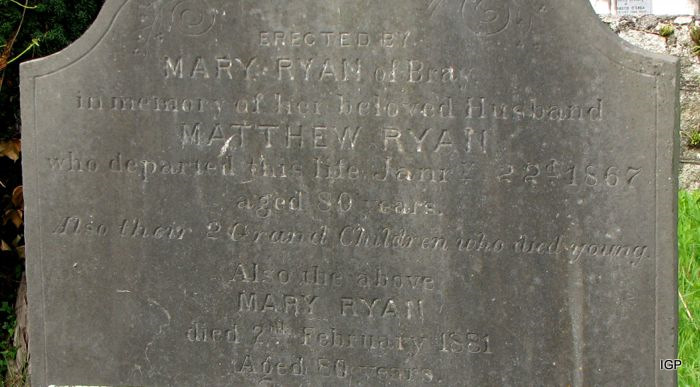 ERECTED BY
MARY RYAN of Bray
in memory of her beloved Husband
MATTHEW RYAN
who departed this life Janry 22d 1867
aged 80 years.
Also their 2 Grand Children who died young.
Also the above
MARY RYAN
died 2nd February 1881
Aged 86 years.
IGP